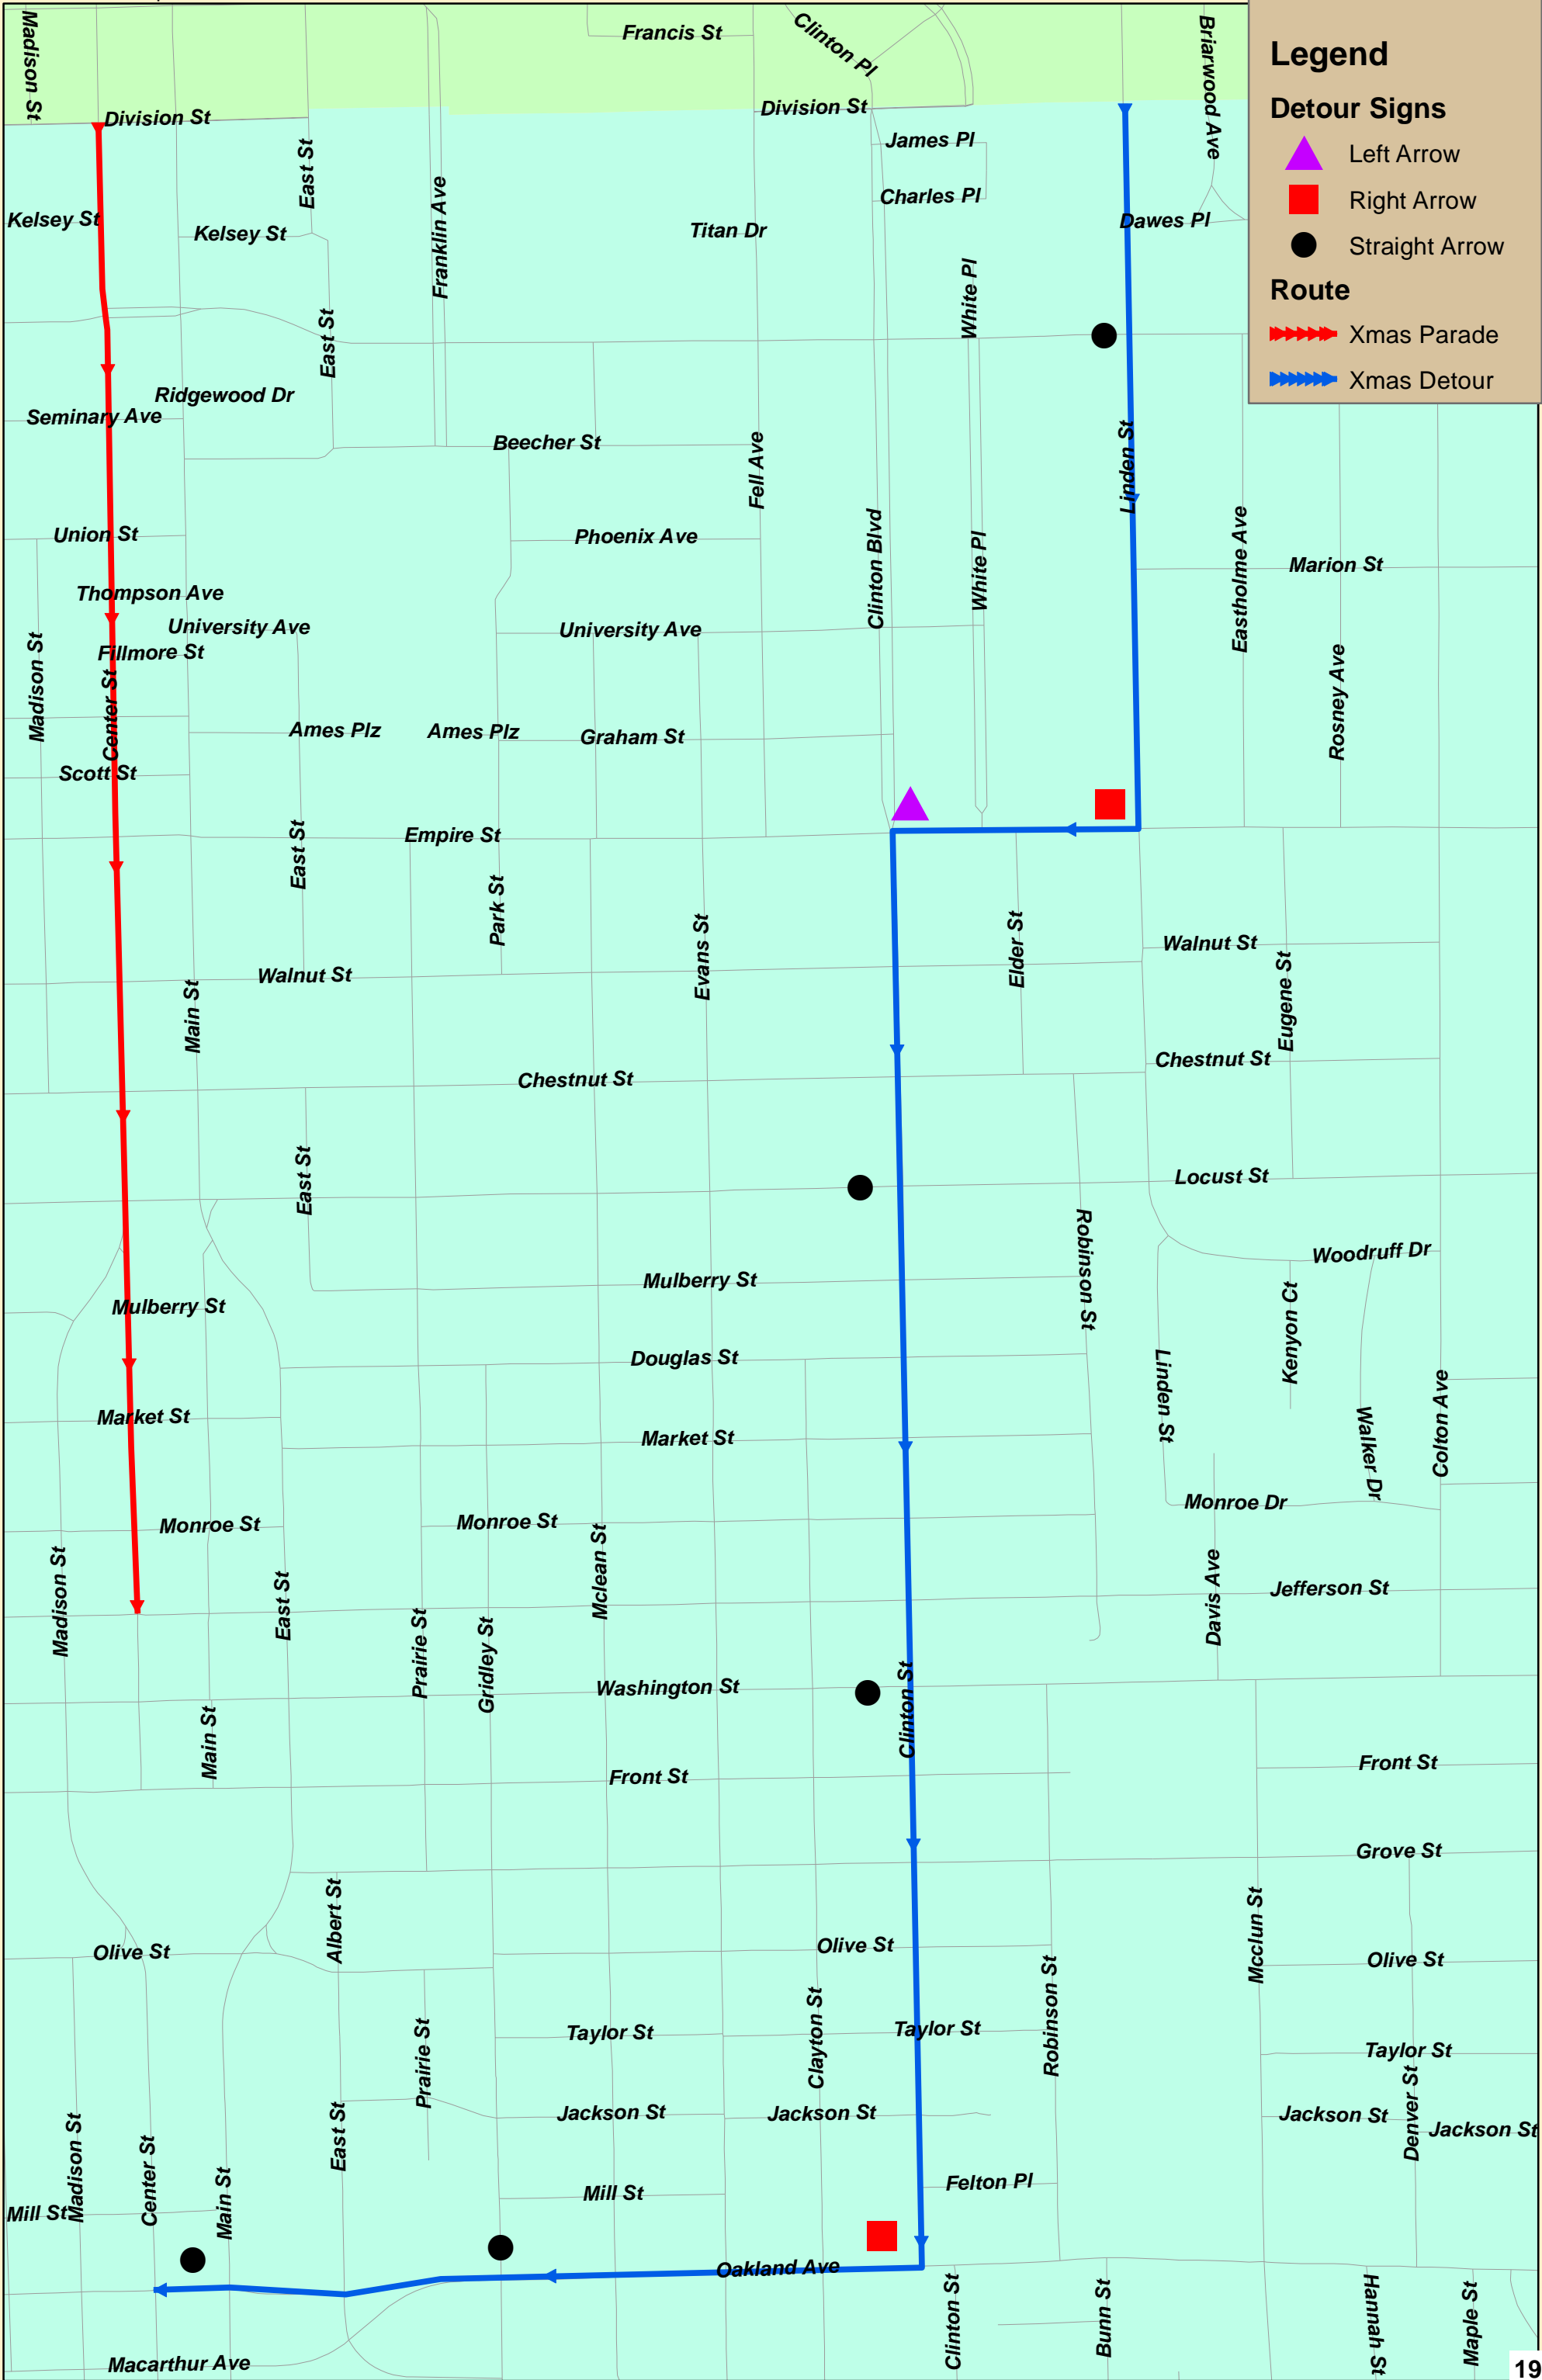 Madison St
Francis St
Clinton Pl
Briarwood Ave
Legend
Detour Signs
Left Arrow
Right Arrow
Straight Arrow
Route
Xmas Parade
Xmas Detour
Division St
Division St
James Pl
East St
Charles Pl
Kelsey St
Kelsey St
Franklin Ave
Titan Dr
Dawes Pl
White Pl
East St
Ridgewood Dr
Seminary Ave
Beecher St
Fell Ave
Linden St
Union St
Phoenix Ave
Clinton Blvd
White Pl
Eastholme Ave
Marion St
Thompson Ave
University Ave
University Ave
Fillmore St
Madison St
Center St
Rosney Ave
Ames Plz
Ames Plz
Graham St
Scott St
Empire St
East St
Park St
Evans St
Elder St
Walnut St
Walnut St
Eugene St
Main St
Chestnut St
Chestnut St
East St
Locust St
Robinson St
Woodruff Dr
Mulberry St
Mulberry St
Kenyon Ct
Douglas St
Linden St
Market St
Market St
Walker Dr
Colton Ave
Monroe Dr
Monroe St
Monroe St
Mclean St
Madison St
East St
Davis Ave
Jefferson St
Prairie St
Gridley St
Washington St
Clinton St
Main St
Front St
Front St
Grove St
Albert St
Mcclun St
Olive St
Olive St
Olive St
Robinson St
Clayton St
Prairie St
Taylor St
Taylor St
Taylor St
Denver St
Jackson St
Jackson St
Jackson St
Jackson St
Madison St
Center St
Main St
East St
Mill St
Mill St
Felton Pl
Oakland Ave
Clinton St
Bunn St
Hannah St
Maple St
Macarthur Ave
19